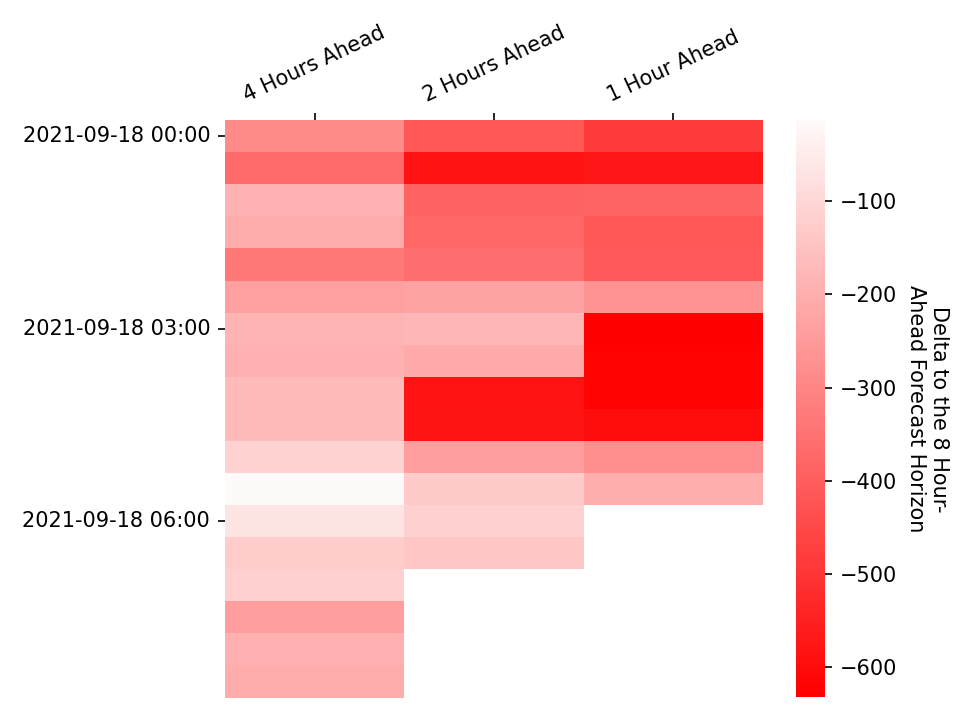 4 Hours Ahead
2 Hours Ahead
1 Hour Ahead
2021-09-18 00:00
2021-09-18 03:00
2021-09-18 06:00
−100
−200
−300
−400
−500
−600
Delta to the 8 Hour-
Ahead Forecast Horizon